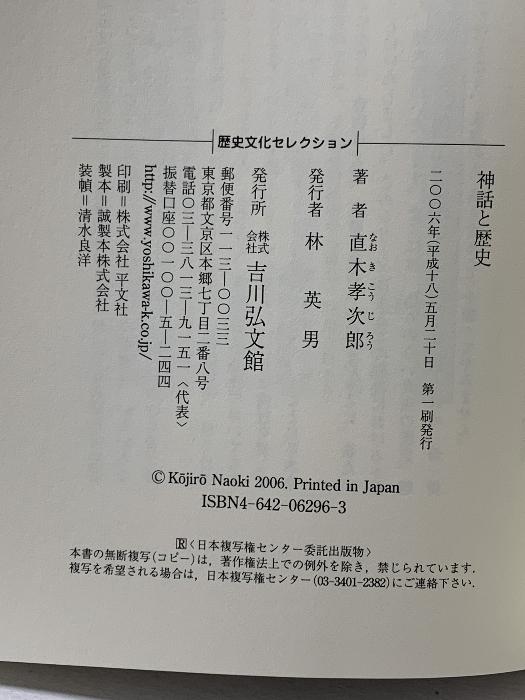 歴史文化セレクション
神話と歴史
二〇〇六年(平成十八)五月二十日　第一刷発行
著者　直木孝次郎
なおきこうじろう
発行者　林　英男
発行所　株式会社　吉川弘文館
郵便番号一一三―〇〇三三
東京都文京区本郷七丁目二番八号
電話〇三―三八一三―九一五一〈代表〉
振替口座〇〇一〇〇―五―二四四
http://www.yoshikawa-k.co.jp/
印刷＝株式会社 平文社
製本＝誠製本株式会社
装幀＝清水良洋
© Kōjirō Naoki 2006. Printed in Japan
ISBN4-642-06296-3
Ⓡ〈日本複写権センター委託出版物〉
本書の無断複写(コピー)は，著作権法上での例外を除き，禁じられています．
複写を希望される場合は，日本複写権センター(03-3401-2382)にご連絡下さい．